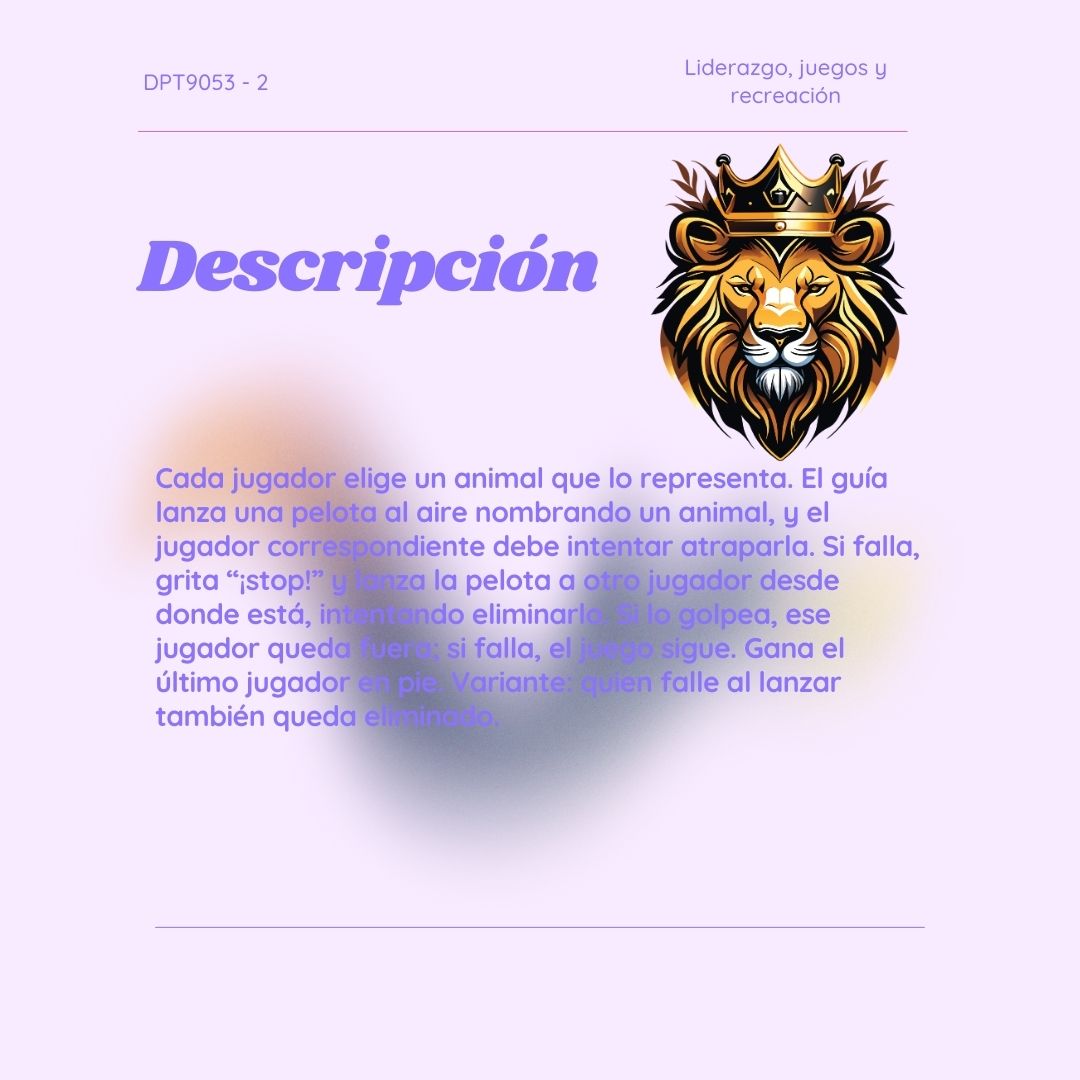 DPT9053 - 2
Liderazgo, juegos y
recreación
Descripción
Cada jugador elige un animal que lo representa. El guía
lanza una pelota al aire nombrando un animal, y el
jugador correspondiente debe intentar atraparla. Si falla,
grita “¡stop!” y lanza la pelota a otro jugador desde
donde está, intentando eliminarlo. Si lo golpea, ese
jugador queda fuera; si falla, el juego sigue. Gana el
último jugador en pie. Variante: quien falle al lanzar
también queda eliminado.